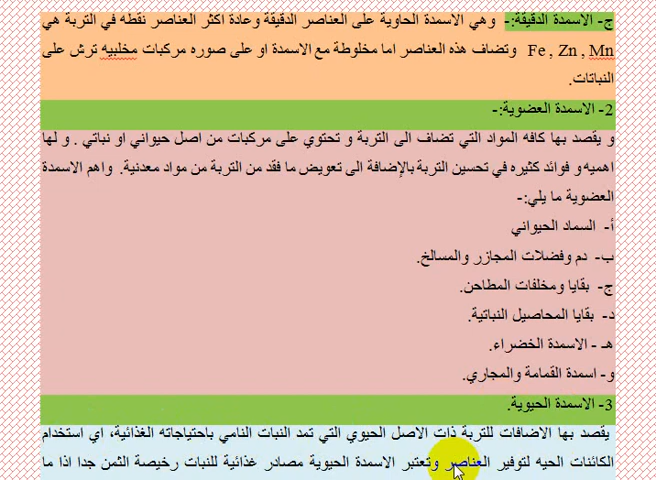 ج- الاسمدة الدقيقة:- وهي الاسمدة الحاوية على العناصر الدقيقة وعادة اكثر العناصر نقطه في التربة هي
Fe , Zn , Mn وتضاف هذه العناصر اما مخلوطة مع الاسمدة او على صوره مركبات مخلبيه ترش على
النباتات.
2- الاسمدة العضوية:-
و يقصد بها كافه المواد التي تضاف الى التربة و تحتوي على مركبات من اصل حيواني او نباتي . و لها
اهميه و فوائد كثيره في تحسين التربة بالإضافة الى تعويض ما فقد من التربة من مواد معدنية. واهم الاسمدة
العضوية ما يلي:-
أ- السماد الحيواني
ب- دم وفضلات المجازر والمسالخ.
ج- بقايا ومخلفات المطاحن.
د- بقايا المحاصيل النباتية.
هـ - الاسمدة الخضراء.
و- اسمدة القمامة والمجاري.
3- الاسمدة الحيوية.
يقصد بها الاضافات للتربة ذات الاصل الحيوي التي تمد النبات النامي باحتياجاته الغذائية، اي استخدام
الكائنات الحيه لتوفير العناصر وتعتبر الاسمدة الحيوية مصادر غذائية للنبات رخيصة الثمن جدا اذا ما